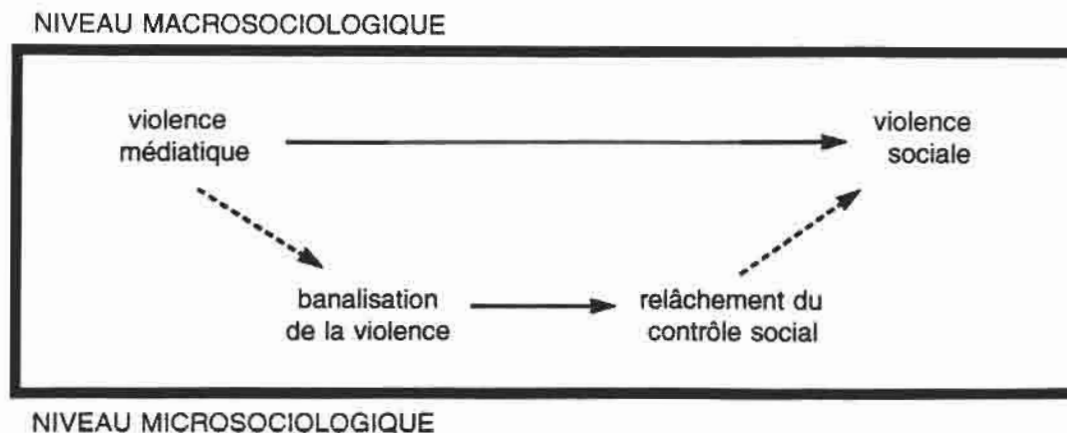 NIVEAU MACROSOCIOLOGIQUE
violence
médiatique
violence
sociale
banalisation
de la violence
relâchement du
contrôle social
NIVEAU MICROSOCIOLOGIQUE